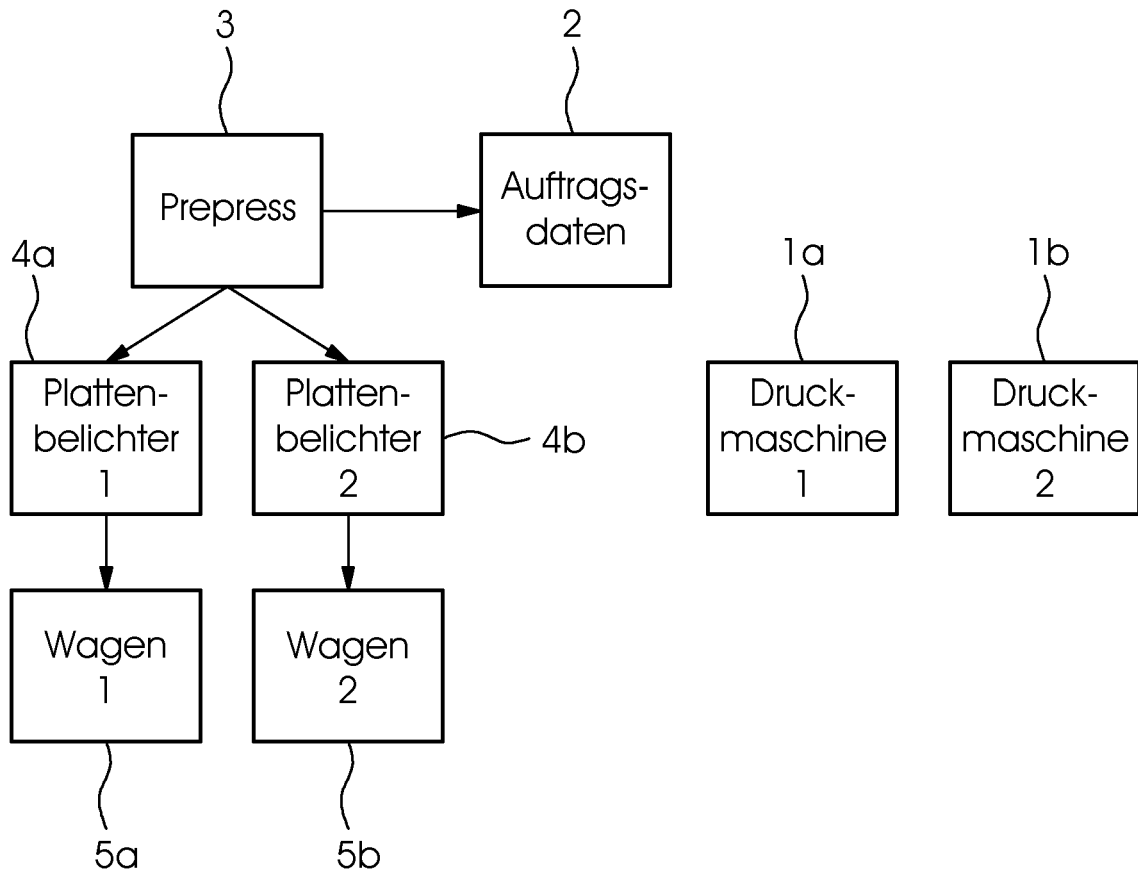 3
2
Prepress
Auftrags-
daten
4a
1a
1b
Platten-
belichter
1
Platten-
belichter
2
4b
Druck-
maschine
1
Druck-
maschine
2
Wagen
1
Wagen
2
5a
5b